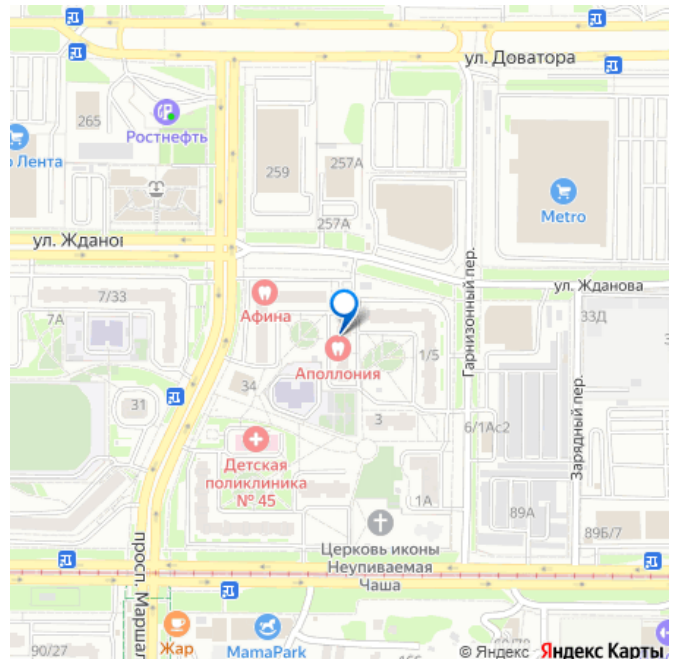 ул. Доватора
265
Ростнефть
о Лента
259
257А
Metro
257А
ул. Жданов
Гарнизонный пер.
ул. Жданова
7/33
7А
Афина
33Д
Аполлония
1/5
34
31
3
6/1Ас2
Зарядный пер.
Детская
поликлиника
№ 45
1А
89А
89Б/7
Церковь иконы
Неупиваемая
Чаша
просп. Маршал
Жар
MamaPark
90/27
© Яндекс Яндекс Карты